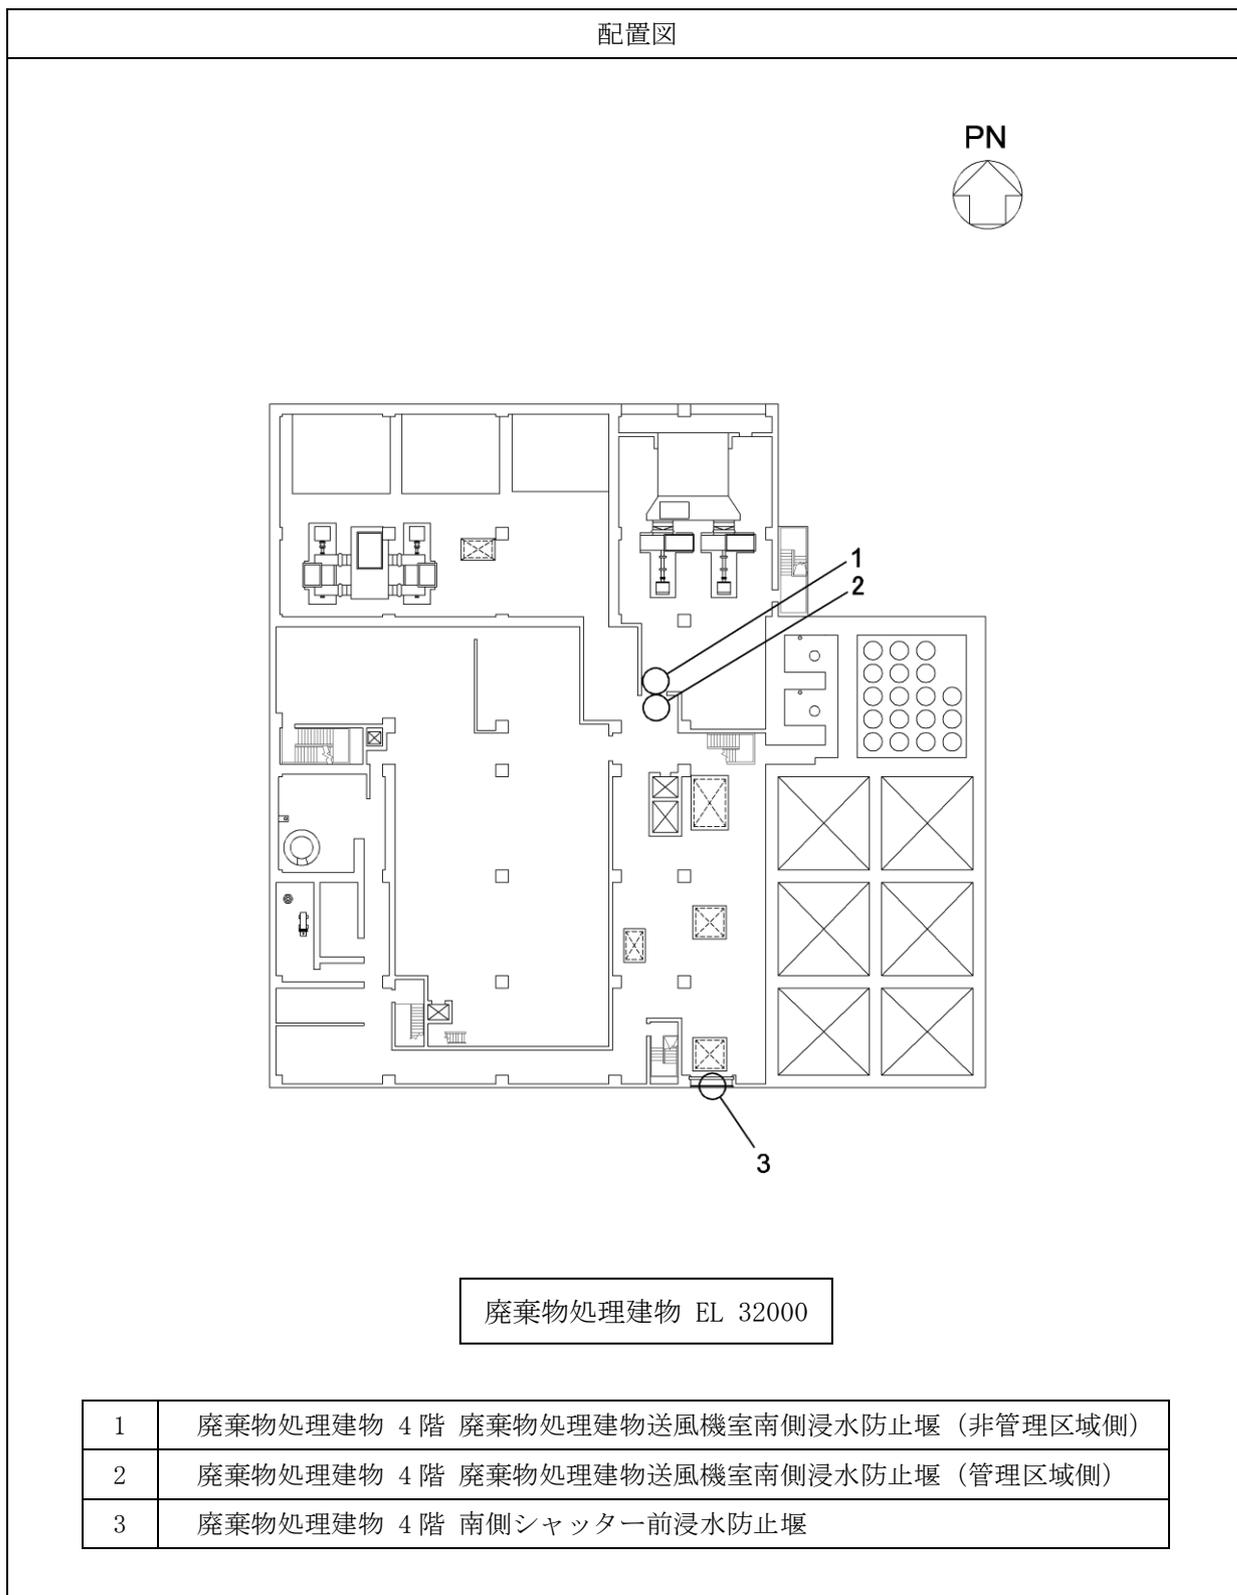 配置図
PN
1
2
3
廃棄物処理建物 EL 32000
1 廃棄物処理建物 4階 廃棄物処理建物送風機室南側浸水防止堰（非管理区域側）
2 廃棄物処理建物 4階 廃棄物処理建物送風機室南側浸水防止堰（管理区域側）
3 廃棄物処理建物 4階 南側シャッター前浸水防止堰